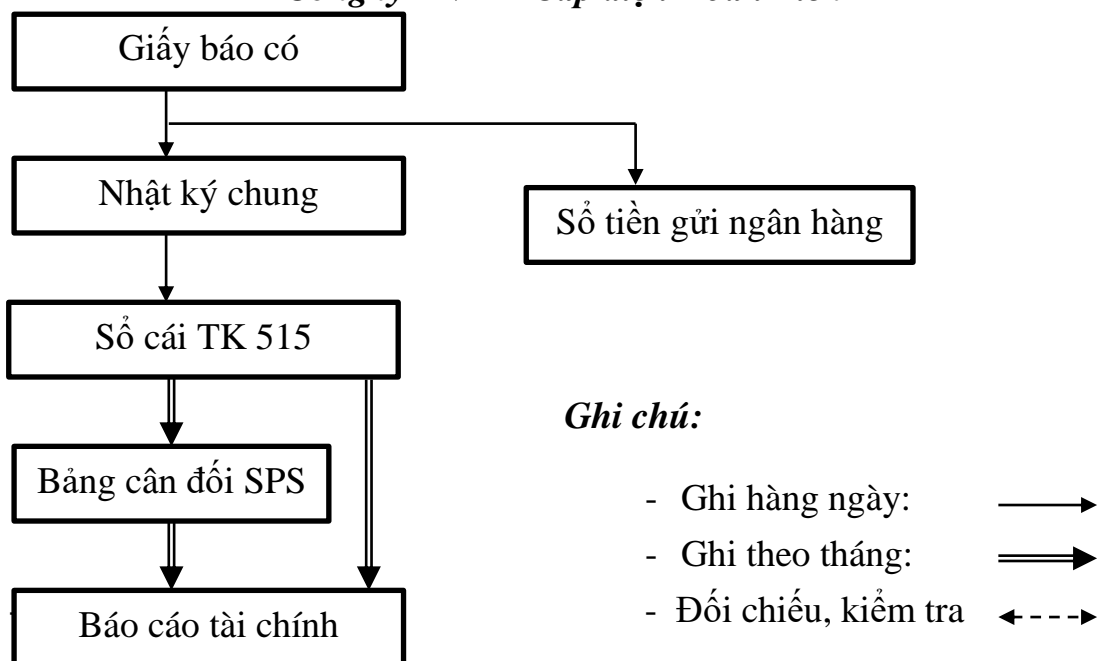 Giấy báo có
Nhật ký chung
Sổ tiền gửi ngân hàng
Sổ cái TK 515
Ghi chú:
Bảng cân đối SPS
- Ghi hàng ngày:
- Ghi theo tháng:
- Đối chiếu, kiểm tra
Báo cáo tài chính